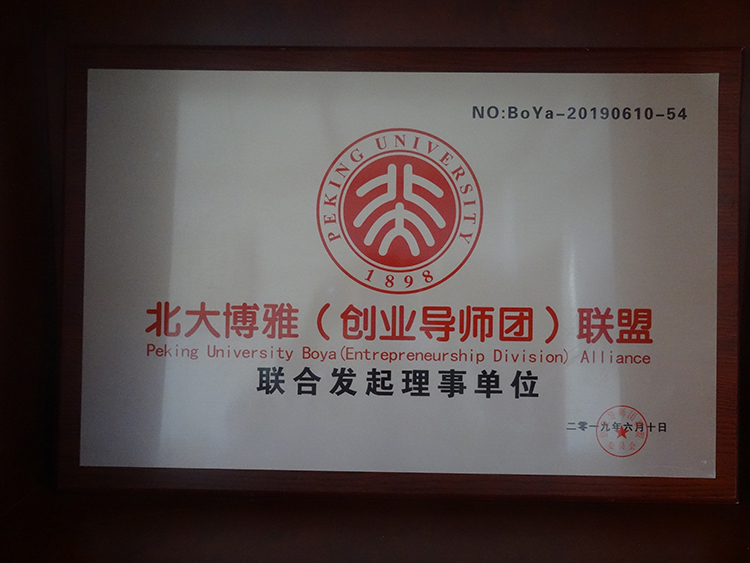 NO:BoYa-20190610-54
PEKING UNIVERSITY
1898
北大博雅（创业导师团）联盟
Peking University Boya(Entrepreneurship Division) Alliance
联合发起理事单位
二零一九年六月十日